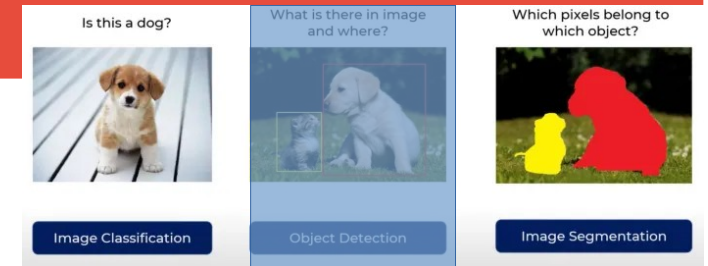 Is this a dog?
What is there in image
and where?
Which pixels belong to
which object?
Image Classification
Object Detection
Image Segmentation